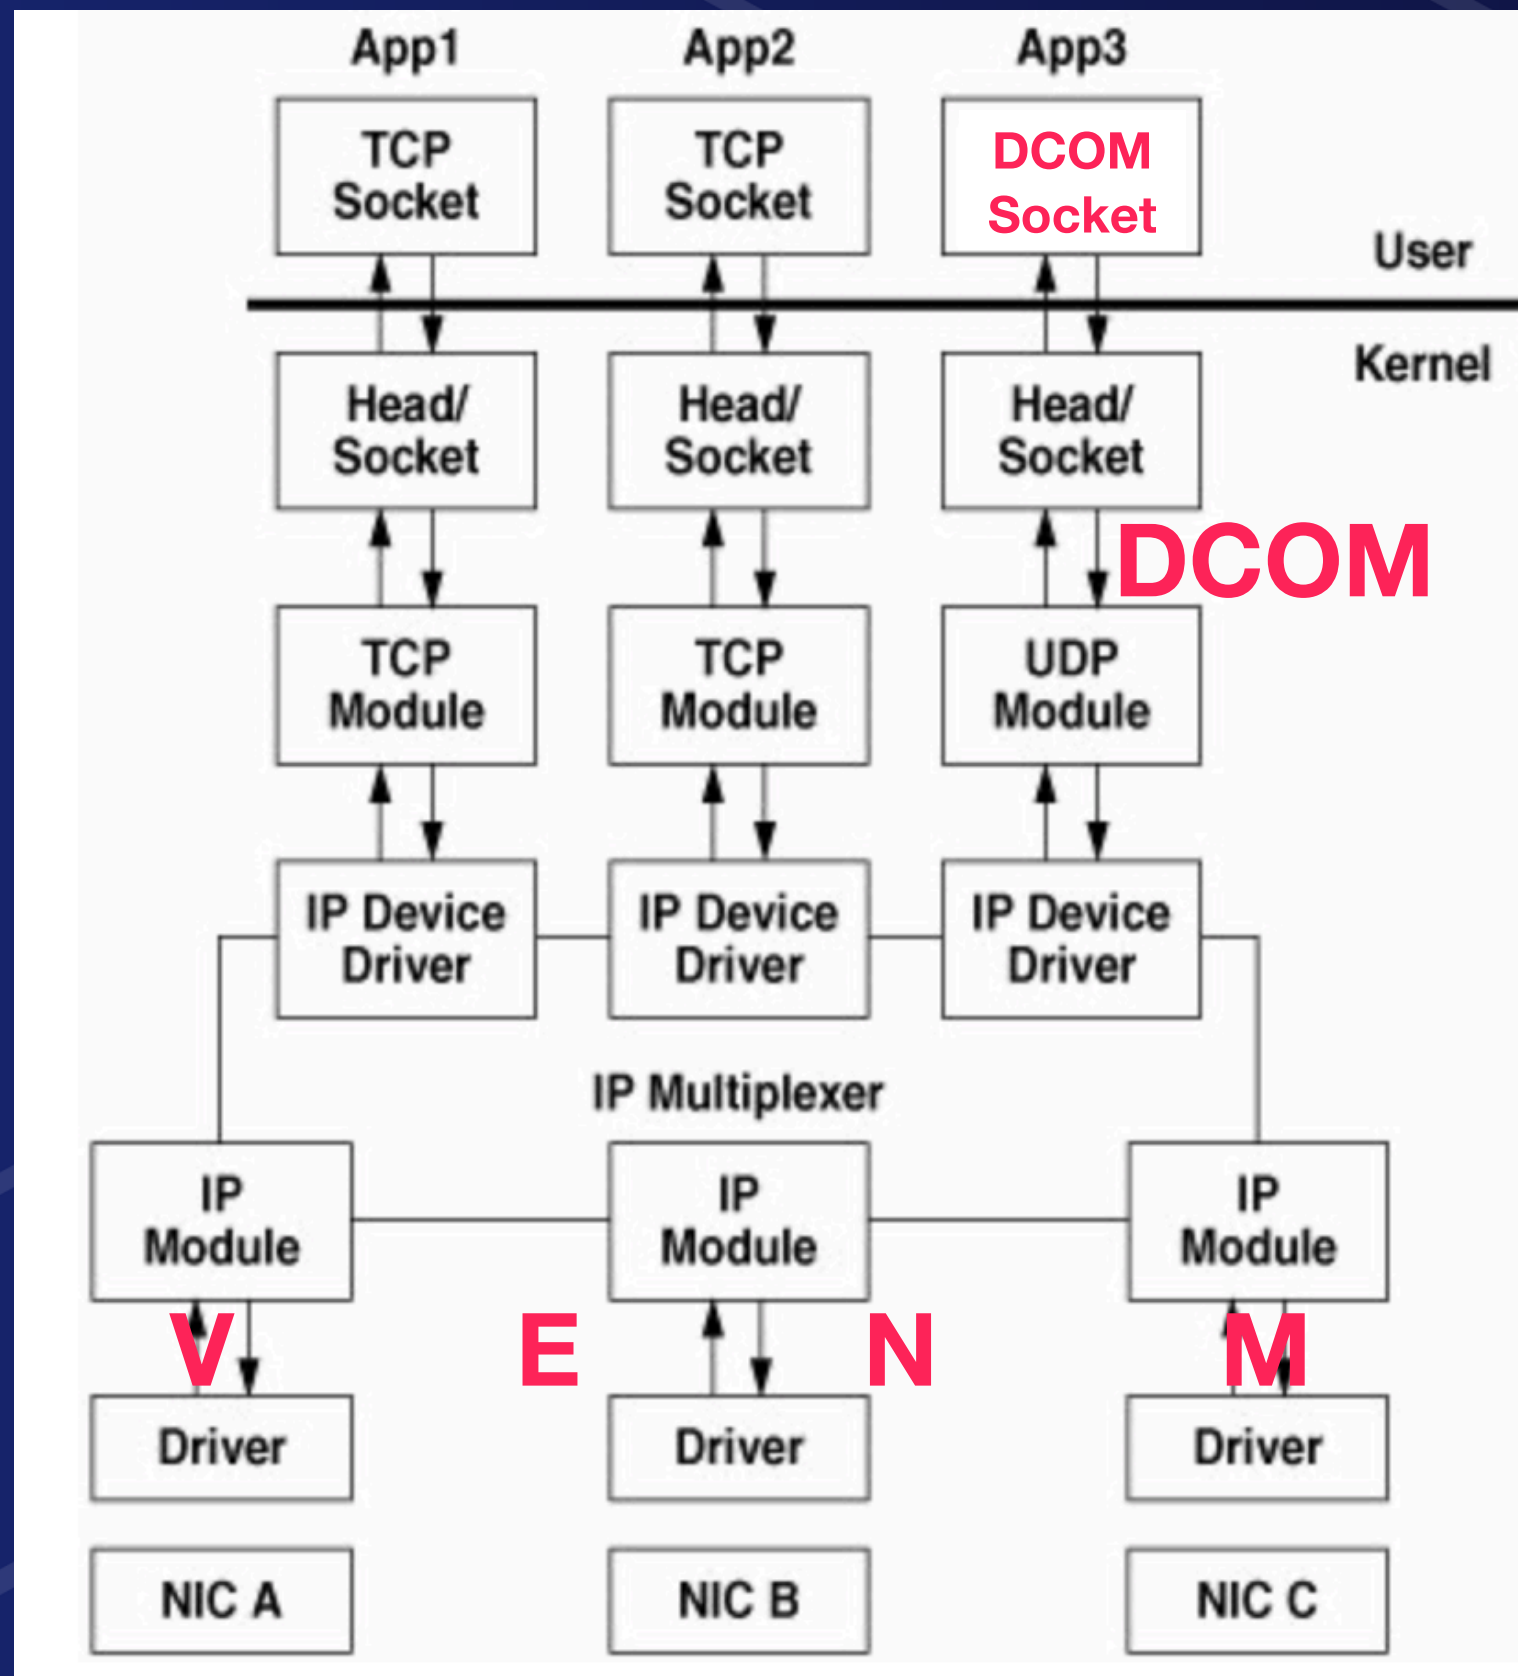 App1 App2 App3
TCP TCP DCOM
Socket Socket Socket
User
Kernel
Head/ Head/ Head/
Socket Socket Socket
DCOM
TCP TCP UDP
Module Module Module
IP Device IP Device IP Device
Driver Driver Driver
IP Multiplexer
IP IP IP
Module Module Module
V E N M
Driver Driver Driver
NIC A NIC B NIC C